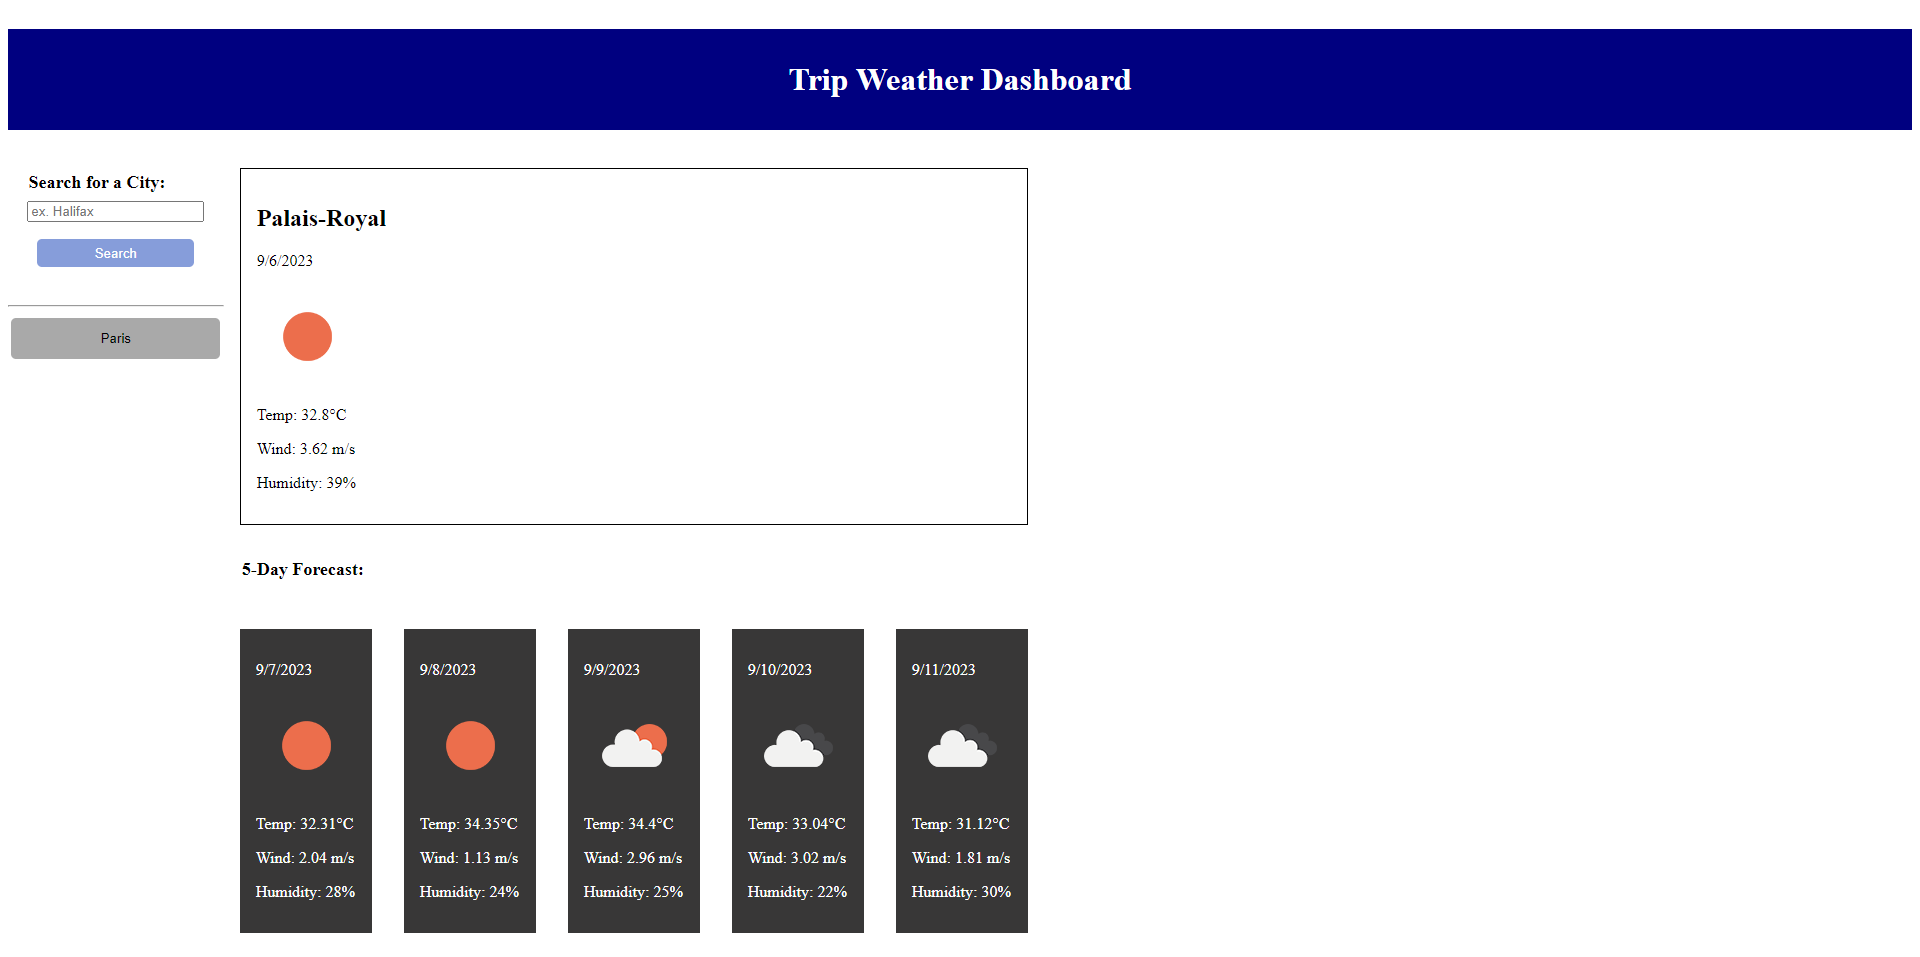 Trip Weather Dashboard
Search for a City:
ex. Halifax
Search
Paris
Palais-Royal
9/6/2023
Temp: 32.8°C
Wind: 3.62 m/s
Humidity: 39%
5-Day Forecast:
9/7/2023
Temp: 32.31°C
Wind: 2.04 m/s
Humidity: 28%
9/8/2023
Temp: 34.35°C
Wind: 1.13 m/s
Humidity: 24%
9/9/2023
Temp: 34.4°C
Wind: 2.96 m/s
Humidity: 25%
9/10/2023
Temp: 33.04°C
Wind: 3.02 m/s
Humidity: 22%
9/11/2023
Temp: 31.12°C
Wind: 1.81 m/s
Humidity: 30%